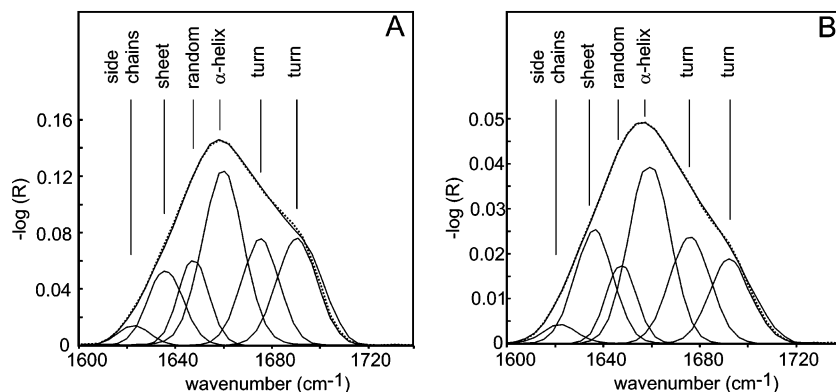 A
side chains
sheet
random
α-helix
turn
turn
0.16
0.12
0.08
0.04
0
-log (R)
1600
1640
1680
1720
wavenumber (cm-1)
B
side chains
sheet
random
α-helix
turn
turn
0.05
0.04
0.03
0.02
0.01
0
-log (R)
1600
1640
1680
1720
wavenumber (cm-1)